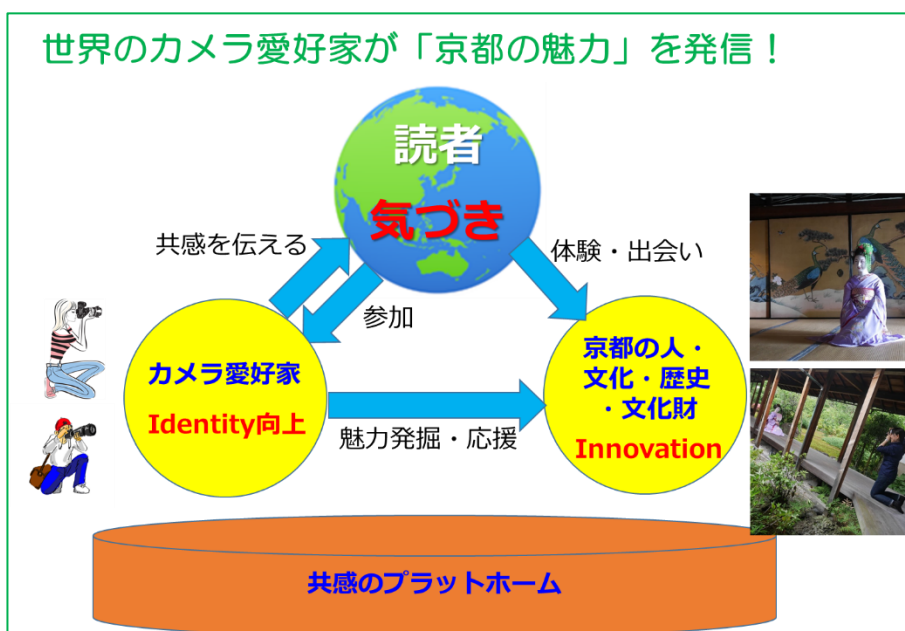 世界のカメラ愛好家が「京都の魅力」を発信！
読者
気づき
共感を伝える
体験・出会い
参加
カメラ愛好家
Identity向上
京都の人・
文化・歴史
・文化財
Innovation
魅力発掘・応援
共感のプラットホーム